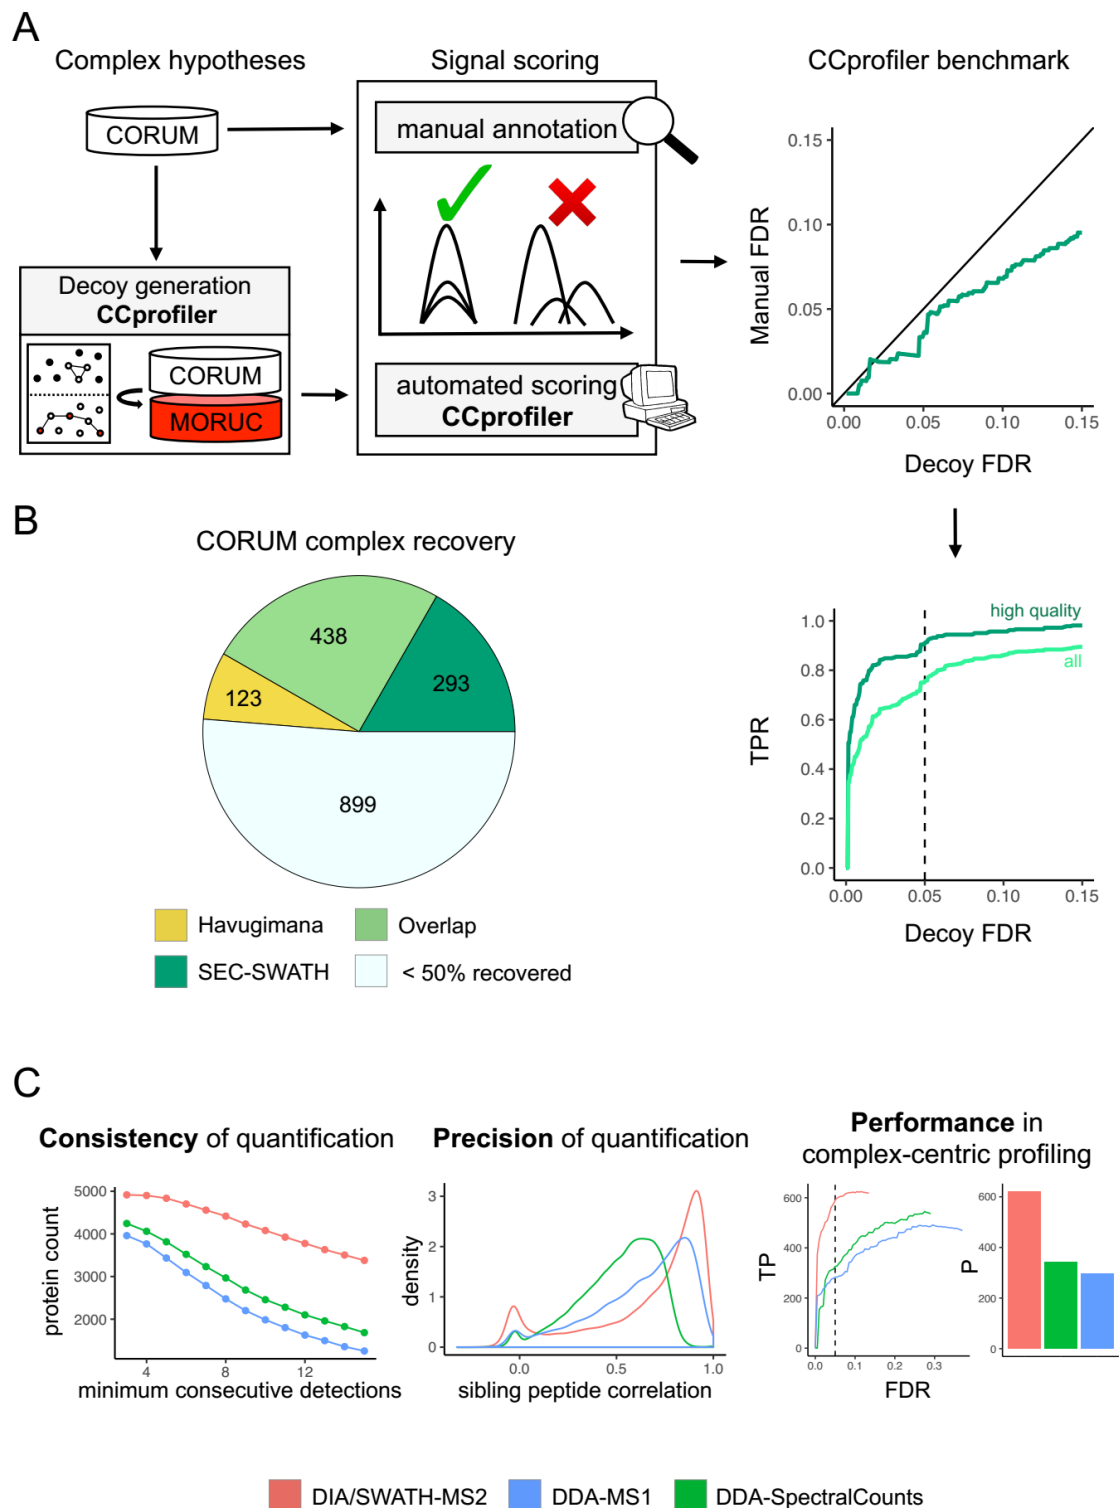 A
Complex hypotheses
Signal scoring
CCprofiler benchmark
CORUM
manual annotation
Decoy generation
CCprofiler
CORUM
MORUC
automated scoring
CCprofiler
Manual FDR
0.15
0.10
0.05
0.00
0.00 0.05 0.10 0.15
Decoy FDR
B
CORUM complex recovery
438
293
123
899
Havugimana
Overlap
SEC-SWATH
< 50% recovered
TPR
1.0
0.8
0.6
0.4
0.2
0.0
high quality
all
0.00 0.05 0.10 0.15
Decoy FDR
C
Consistency of quantification
protein count
5000
4000
3000
2000
4 8 12
minimum consecutive detections
Precision of quantification
density
3
2
1
0
0.0 0.5 1.0
sibling peptide correlation
Performance in
complex-centric profiling
TP
600
400
200
0
0.0 0.1 0.2 0.3
FDR
P
600
400
200
0
DIA/SWATH-MS2
DDA-MS1
DDA-SpectralCounts